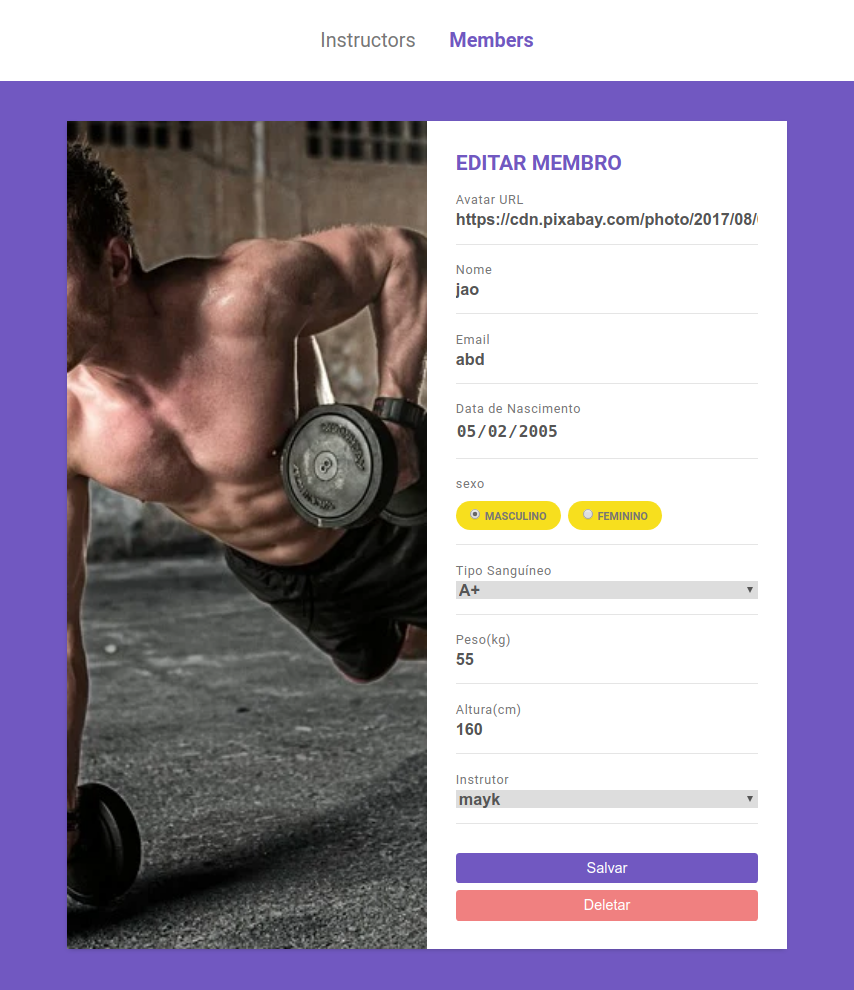 Instructors Members
EDITAR MEMBRO
Avatar URL
https://cdn.pixabay.com/photo/2017/08/
Nome
jao
Email
abd
Data de Nascimento
05/02/2005
sexo
MASCULINO FEMININO
Tipo Sanguíneo
A+
Peso(kg)
55
Altura(cm)
160
Instrutor
mayk
Salvar
Deletar